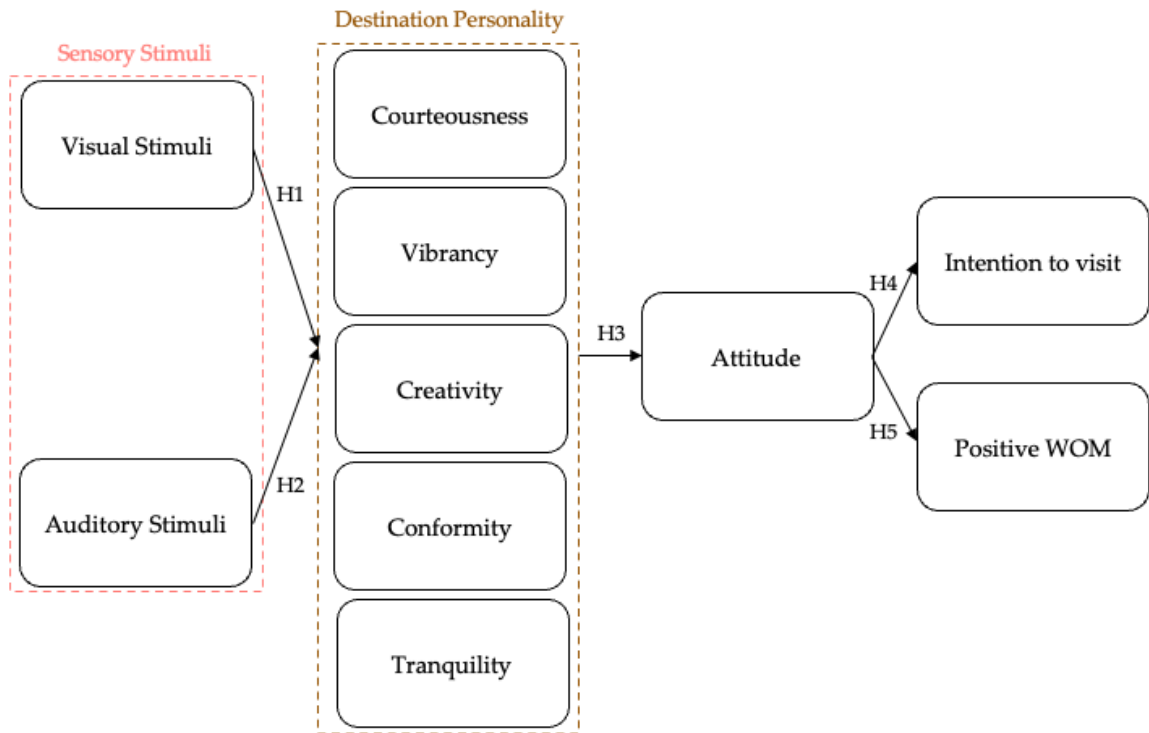 Destination Personality
Sensory Stimuli
Visual Stimuli
Auditory Stimuli
H1
H2
Courteousness
Vibrancy
Creativity
Conformity
Tranquility
H3
Attitude
H4
H5
Intention to visit
Positive WOM